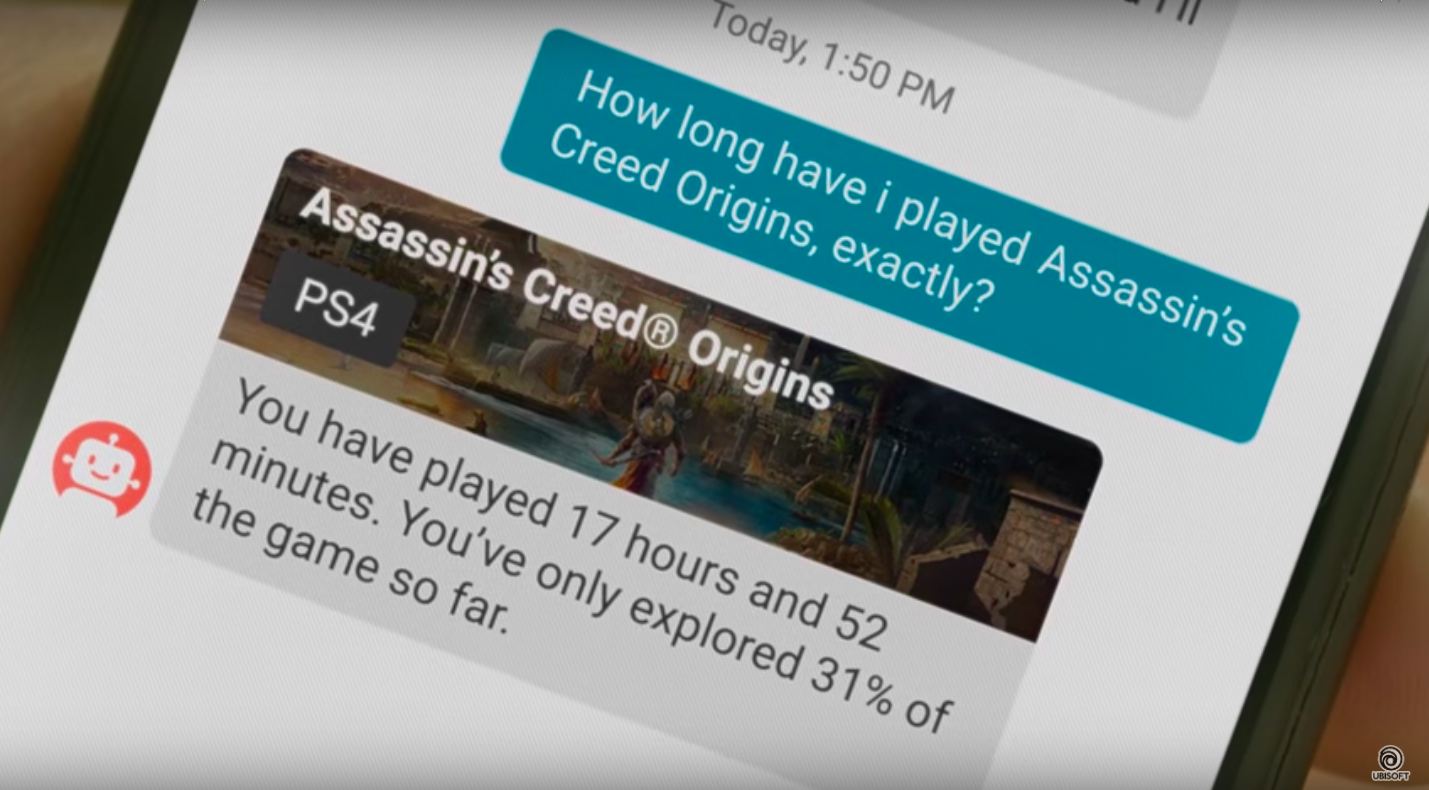 Today, 1:50 PM
How long have i played Assassin's
Creed Origins, exactly?
Assassin's Creed® Origins
PS4
You have played 17 hours and 52
minutes. You've only explored 31% of
the game so far.
UBISOFT